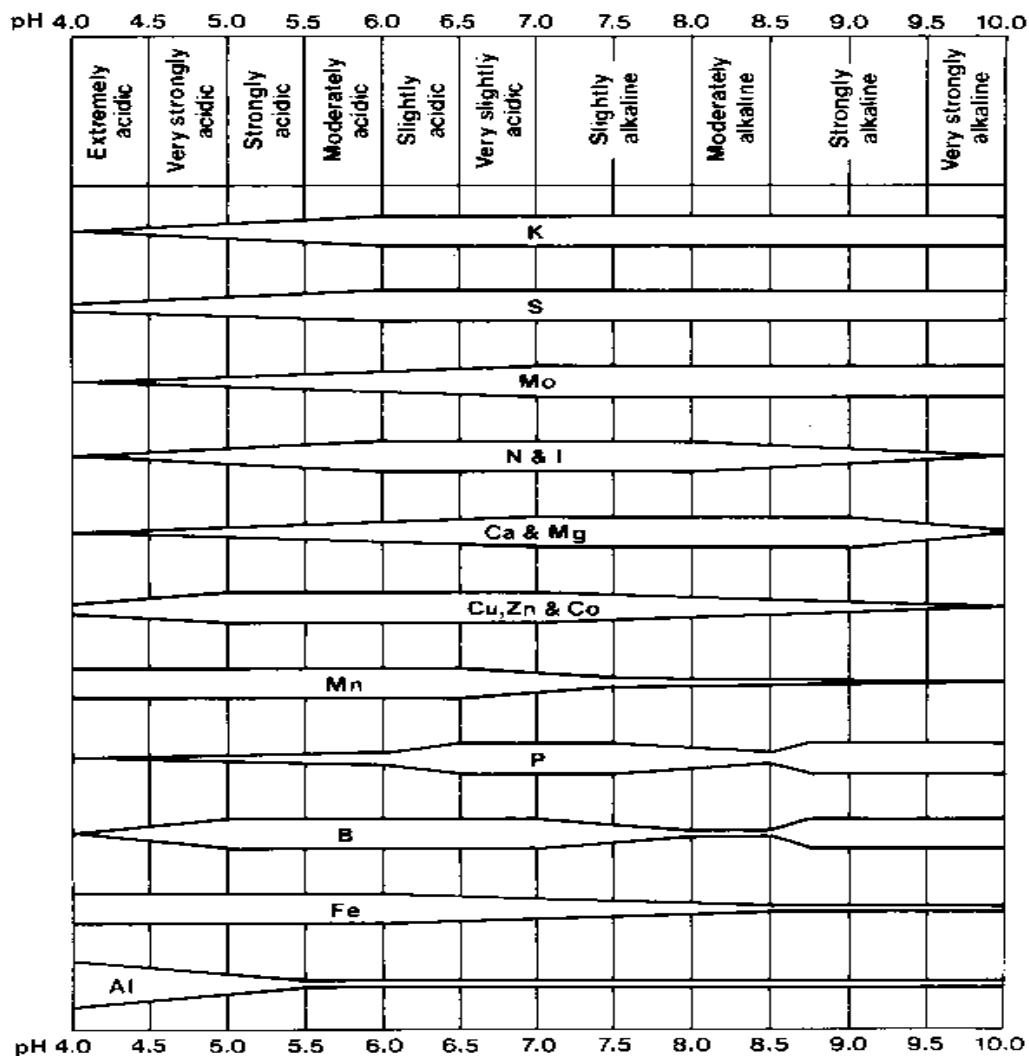 pH 4.0 4.5 5.0 5.5 6.0 6.5 7.0 7.5 8.0 8.5 9.0 9.5 10.0
Extremely
acidic
Very strongly
acidic
Strongly
acidic
Moderately
acidic
Slightly
acidic
Very slightly
acidic
Slightly
alkaline
Moderately
alkaline
Strongly
alkaline
Very strongly
alkaline
K
S
Mo
N & I
Ca & Mg
Cu,Zn & Co
Mn
P
B
Fe
Al
pH 4.0 4.5 5.0 5.5 6.0 6.5 7.0 7.5 8.0 8.5 9.0 9.5 10.0